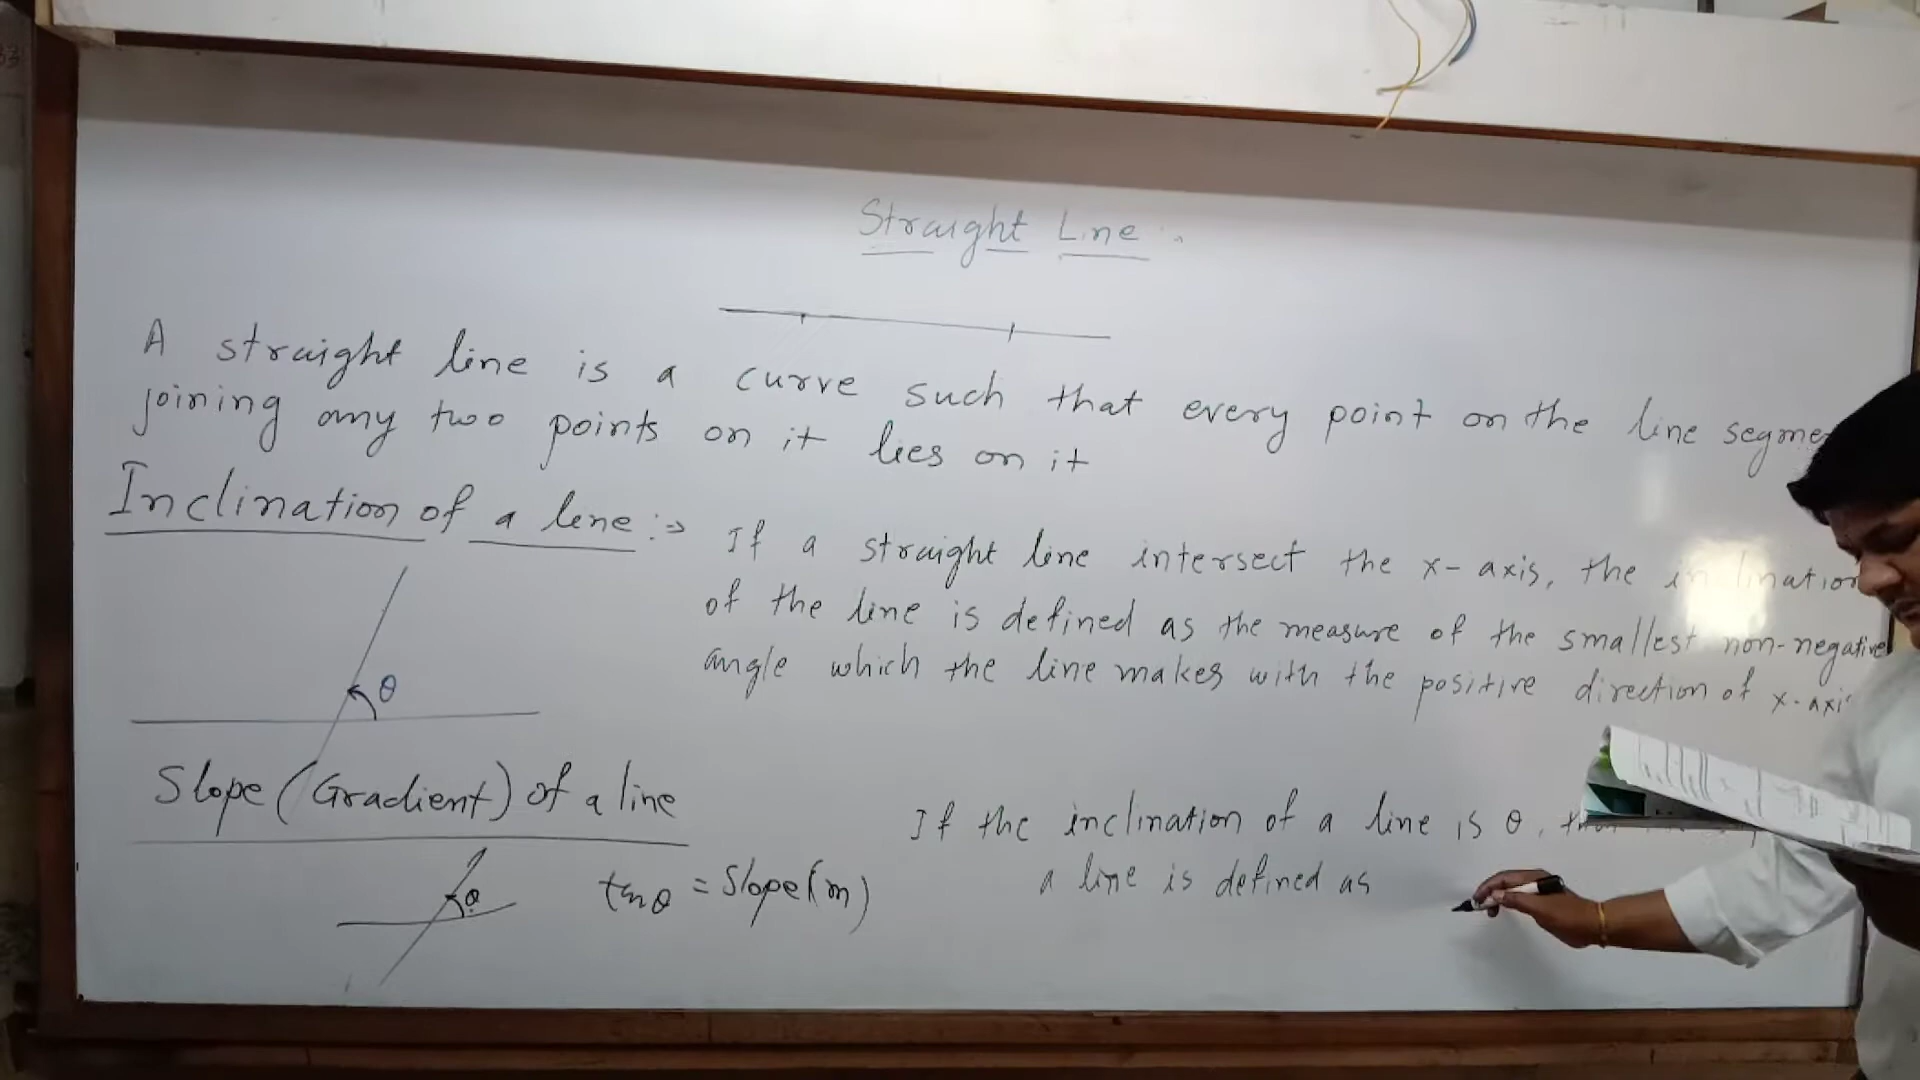 Straight Line :-
A straight line is a curve such that every point on the line
joining any two points on it lies on it
Inclination of a line :→
If a straight line intersect the x-axis, the
of the line is defined as the measure of the smallest non-negative
angle which the line makes with the positive direction of x-axis
θ
Slope (Gradient) of a line
θ
tanθ = Slope(m)
If the inclination of a line is θ,
a line is defined as